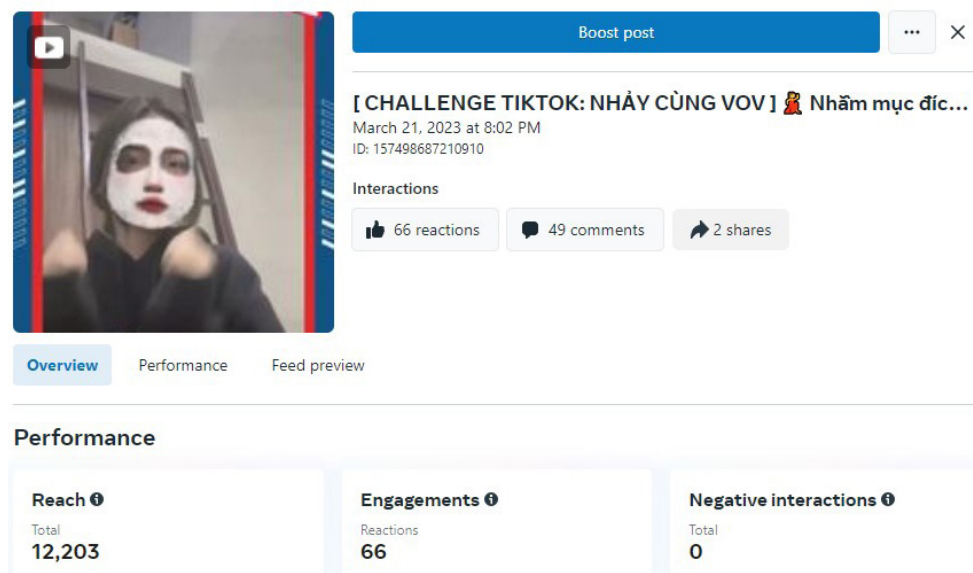 Boost post
[ CHALLENGE TIKTOK: NHẢY CÙNG VOV ] 💃 Nhằm mục đíc...
March 21, 2023 at 8:02 PM
ID: 157498687210910
Interactions
66 reactions
49 comments
2 shares
Overview
Performance
Feed preview
Performance
Reach
Engagements
Negative interactions
Total
Reactions
Total
12,203
66
0